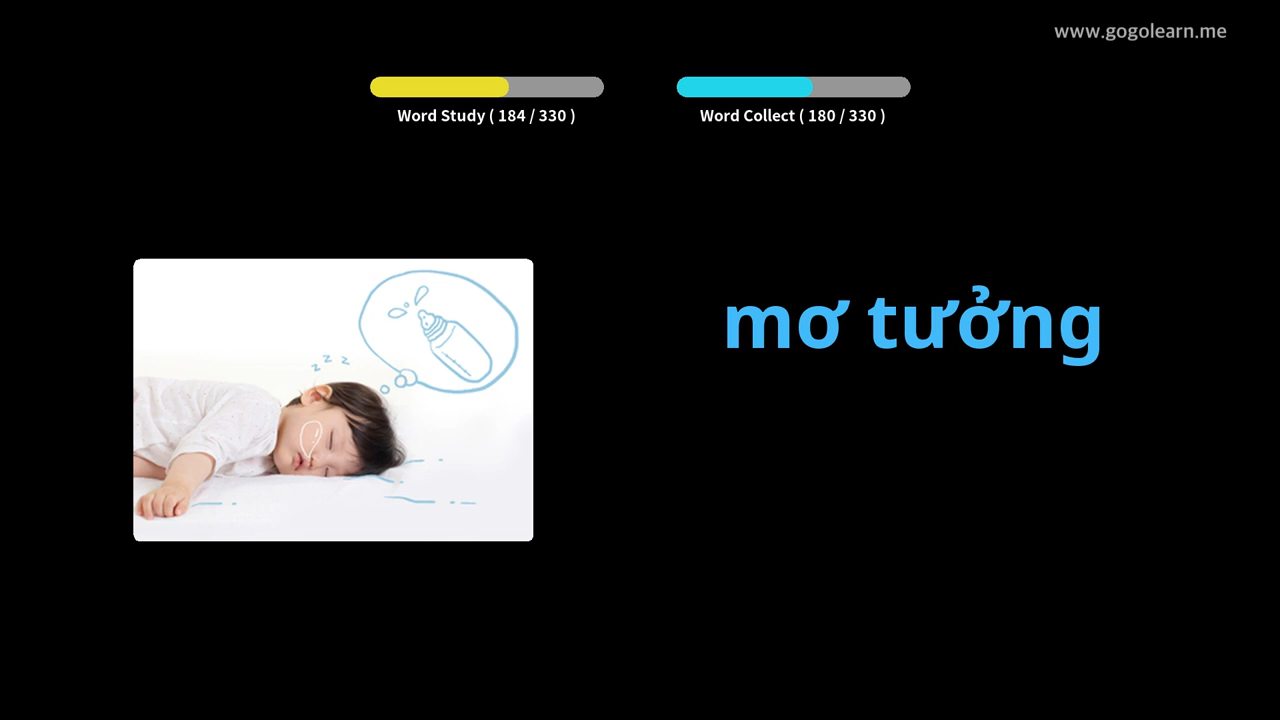 www.gogolearn.me
Word Study ( 184 / 330 )
Word Collect ( 180 / 330 )
z z z
mơ tưởng